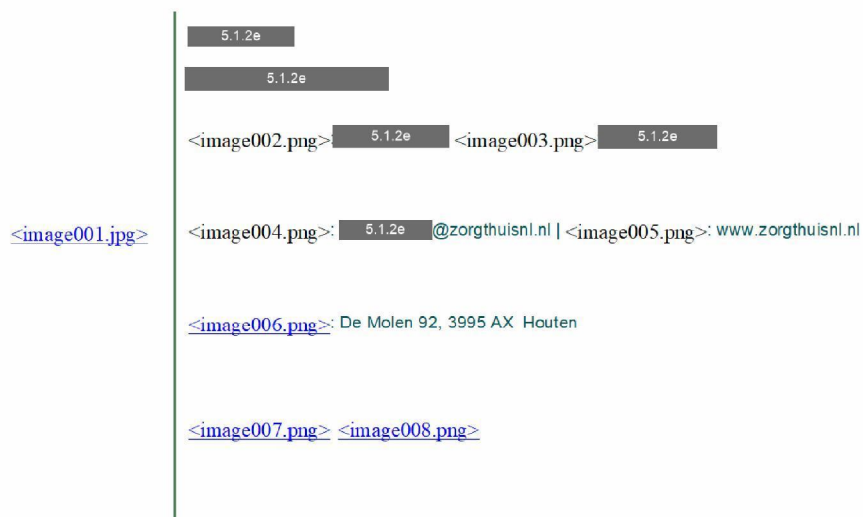 5.1.2e
5.1.2e
<image002.png>: 5.1.2e <image003.png> 5.1.2e
<image001.jpg>
<image004.png>: 5.1.2e @zorgthuisnl.nl | <image005.png>: www.zorgthuisnl.nl
<image006.png>: De Molen 92, 3995 AX Houten
<image007.png> <image008.png>